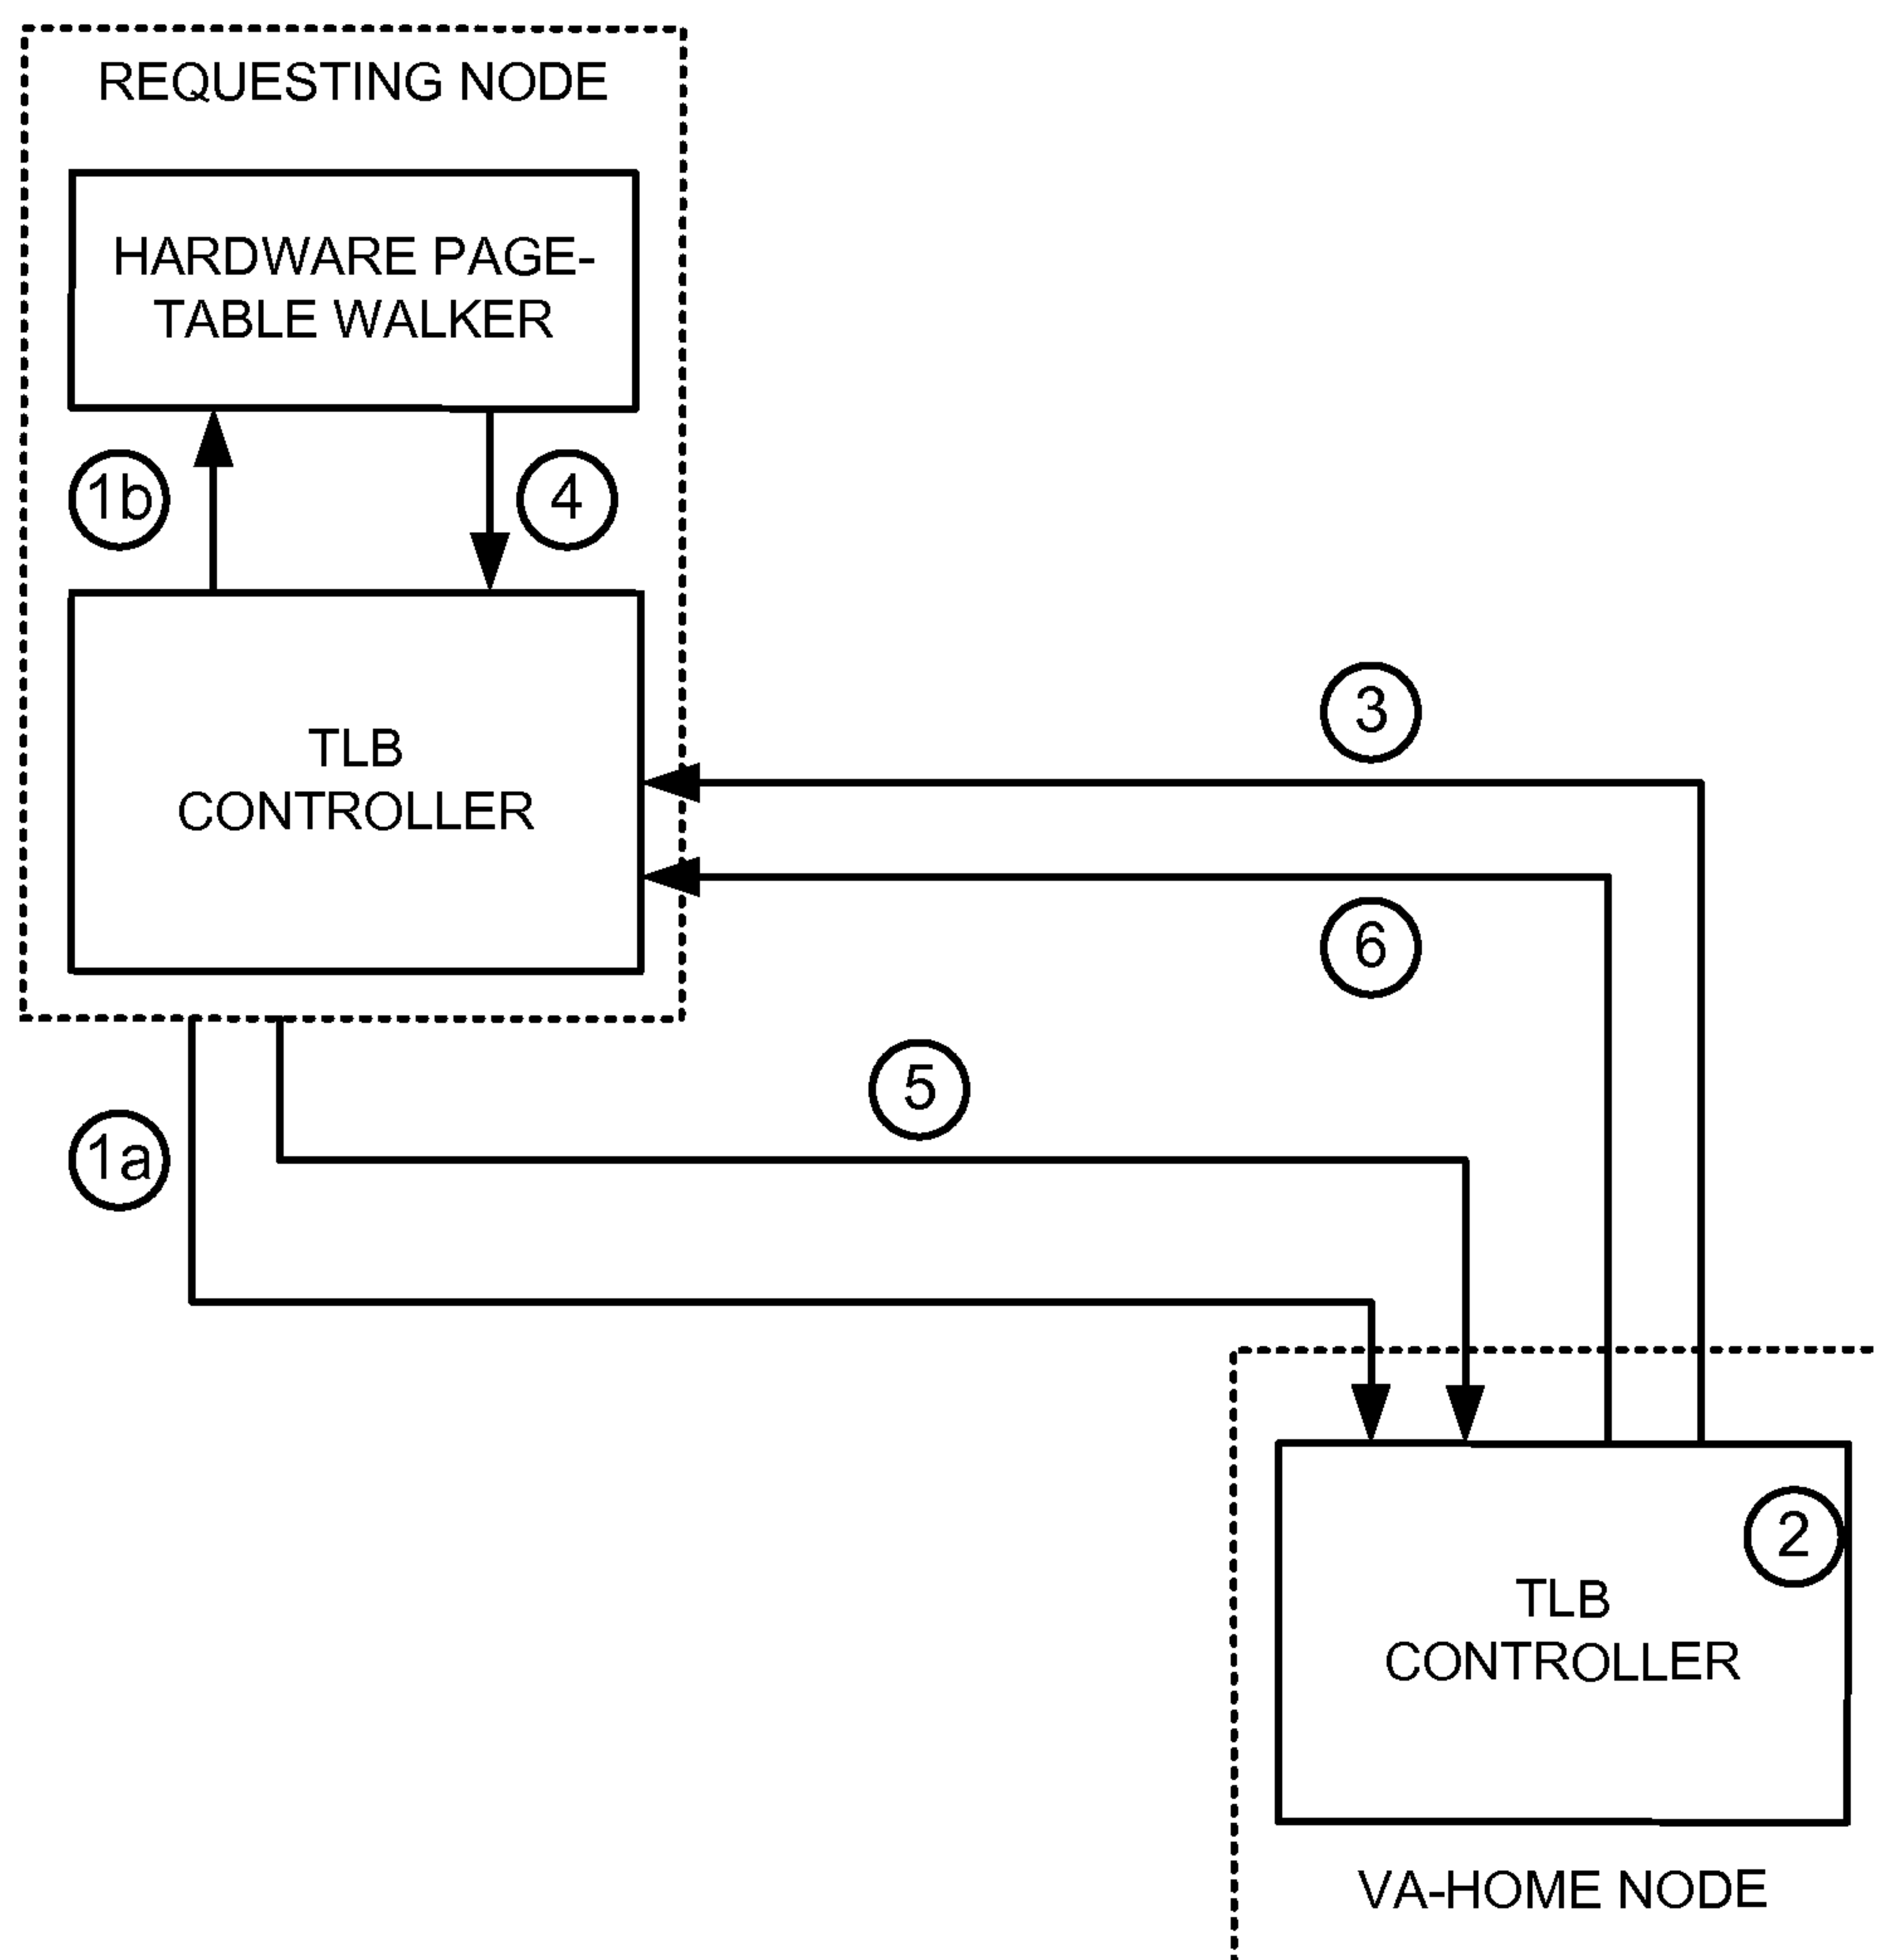 REQUESTING NODE
HARDWARE PAGE-
TABLE WALKER
1b
4
TLB
CONTROLLER
3
6
5
1a
2
TLB
CONTROLLER
VA-HOME NODE